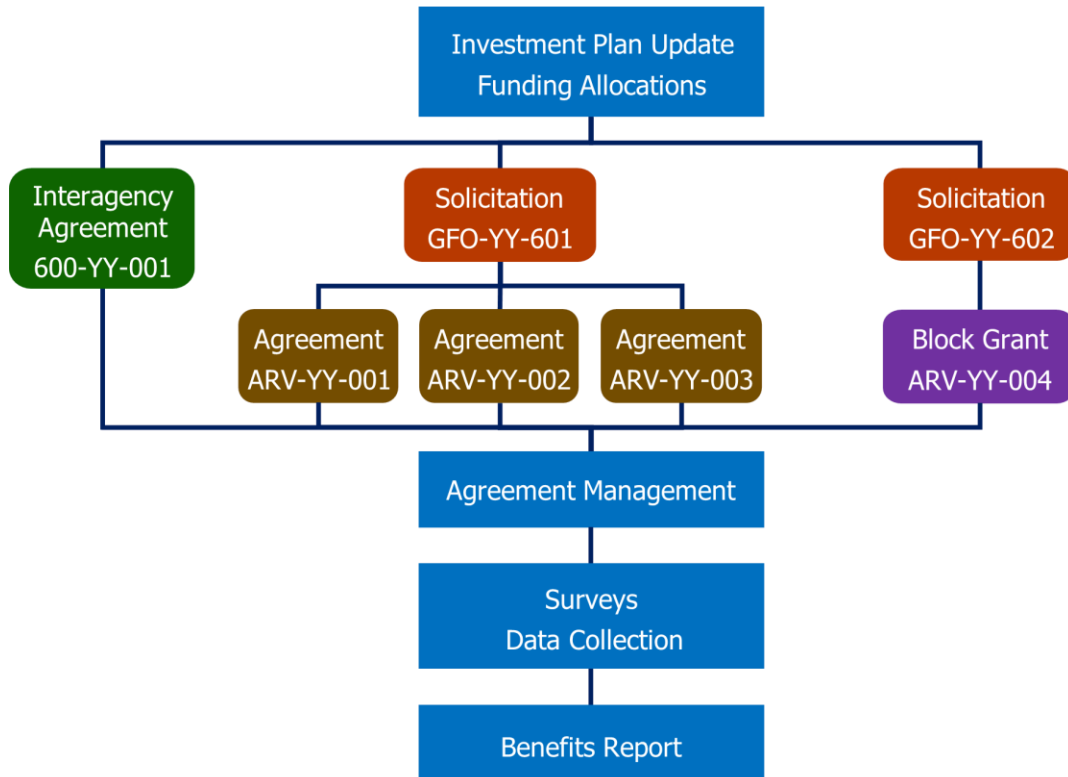 Investment Plan Update
Funding Allocations
Interagency
Agreement
600-YY-001
Solicitation
GFO-YY-601
Solicitation
GFO-YY-602
Agreement
ARV-YY-001
Agreement
ARV-YY-002
Agreement
ARV-YY-003
Block Grant
ARV-YY-004
Agreement Management
Surveys
Data Collection
Benefits Report